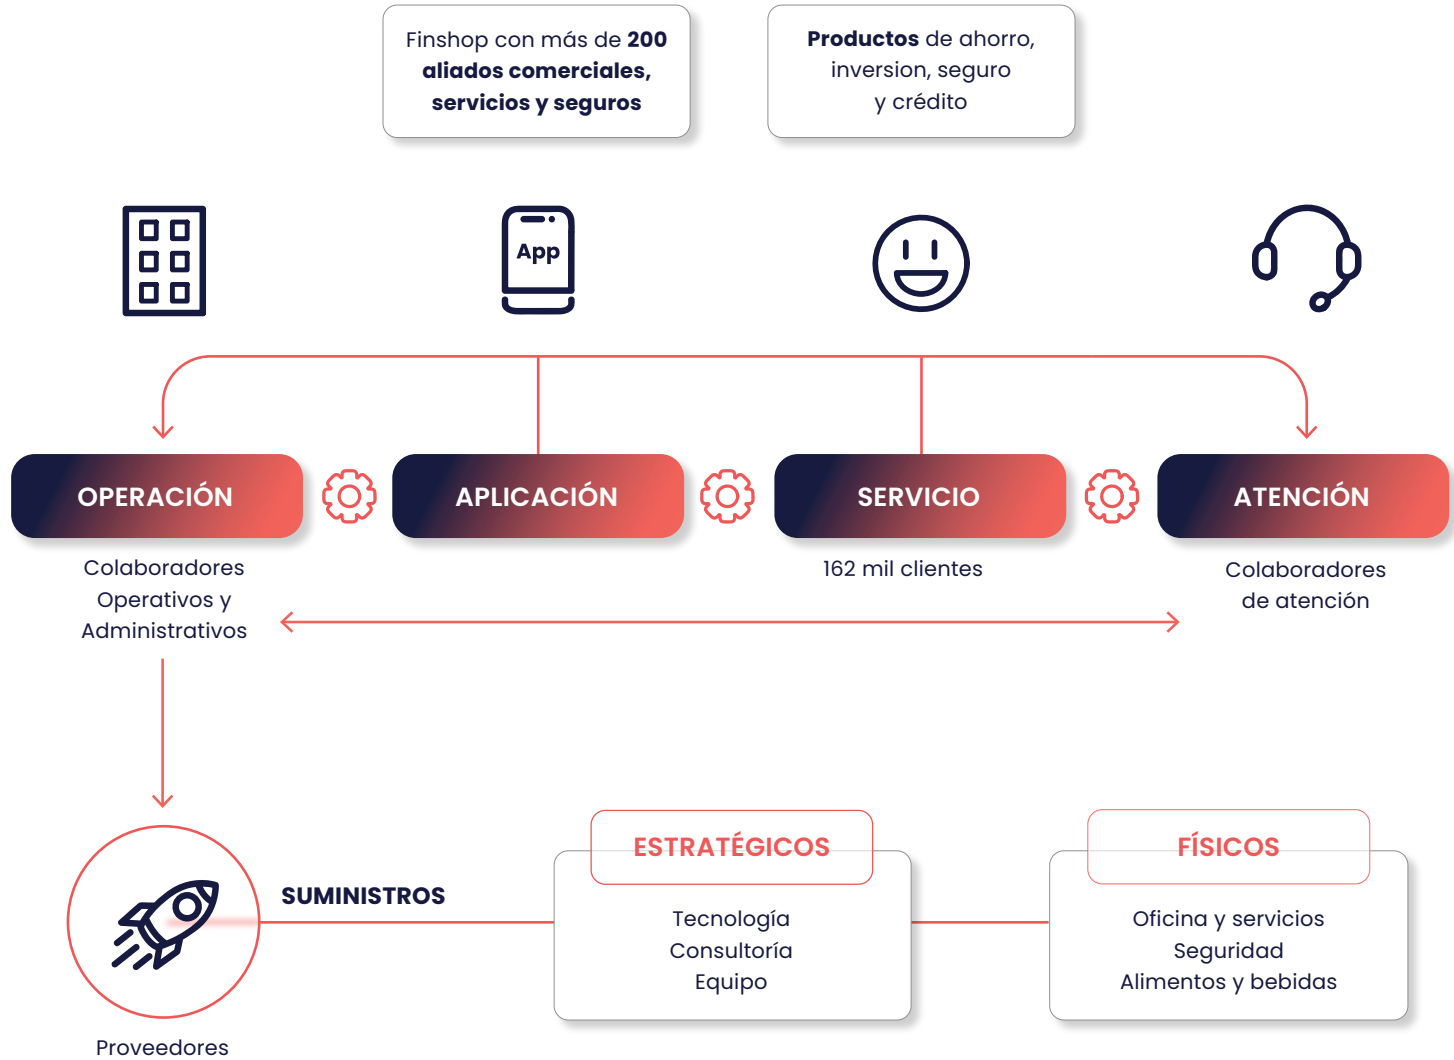 Finshop con más de 200
aliados comerciales,
servicios y seguros
Productos de ahorro,
inversion, seguro
y crédito
App
OPERACIÓN
APLICACIÓN
SERVICIO
ATENCIÓN
Colaboradores
Operativos y
Administrativos
162 mil clientes
Colaboradores
de atención
SUMINISTROS
Proveedores
ESTRATÉGICOS
Tecnología
Consultoría
Equipo
FÍSICOS
Oficina y servicios
Seguridad
Alimentos y bebidas